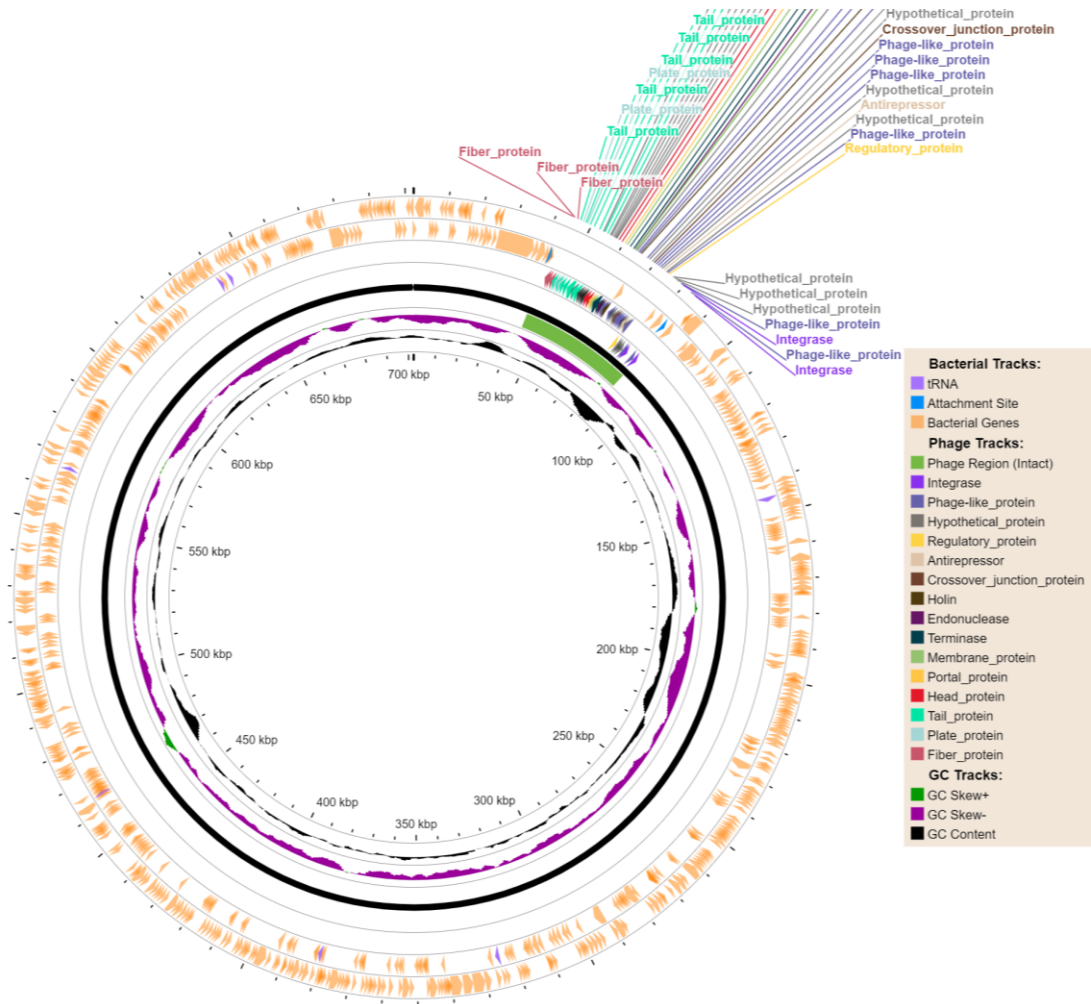 Tail_protein
Tail_protein
Tail_protein
Plate_protein
Tail_protein
Plate_protein
Tail_protein
Fiber_protein
Fiber_protein
Fiber_protein
Hypothetical_protein
Crossover_junction_protein
Phage-like_protein
Phage-like_protein
Phage-like_protein
Hypothetical_protein
Antirepressor
Hypothetical_protein
Phage-like_protein
Regulatory_protein
Hypothetical_protein
Hypothetical_protein
Hypothetical_protein
Phage-like_protein
Integrase
Phage-like_protein
Integrase
700 kbp
50 kbp
100 kbp
150 kbp
200 kbp
250 kbp
300 kbp
350 kbp
400 kbp
450 kbp
500 kbp
550 kbp
600 kbp
650 kbp
Bacterial Tracks:
tRNA
Attachment Site
Bacterial Genes
Phage Tracks:
Phage Region (Intact)
Integrase
Phage-like_protein
Hypothetical_protein
Regulatory_protein
Antirepressor
Crossover_junction_protein
Holin
Endonuclease
Terminase
Membrane_protein
Portal_protein
Head_protein
Tail_protein
Plate_protein
Fiber_protein
GC Tracks:
GC Skew+
GC Skew-
GC Content